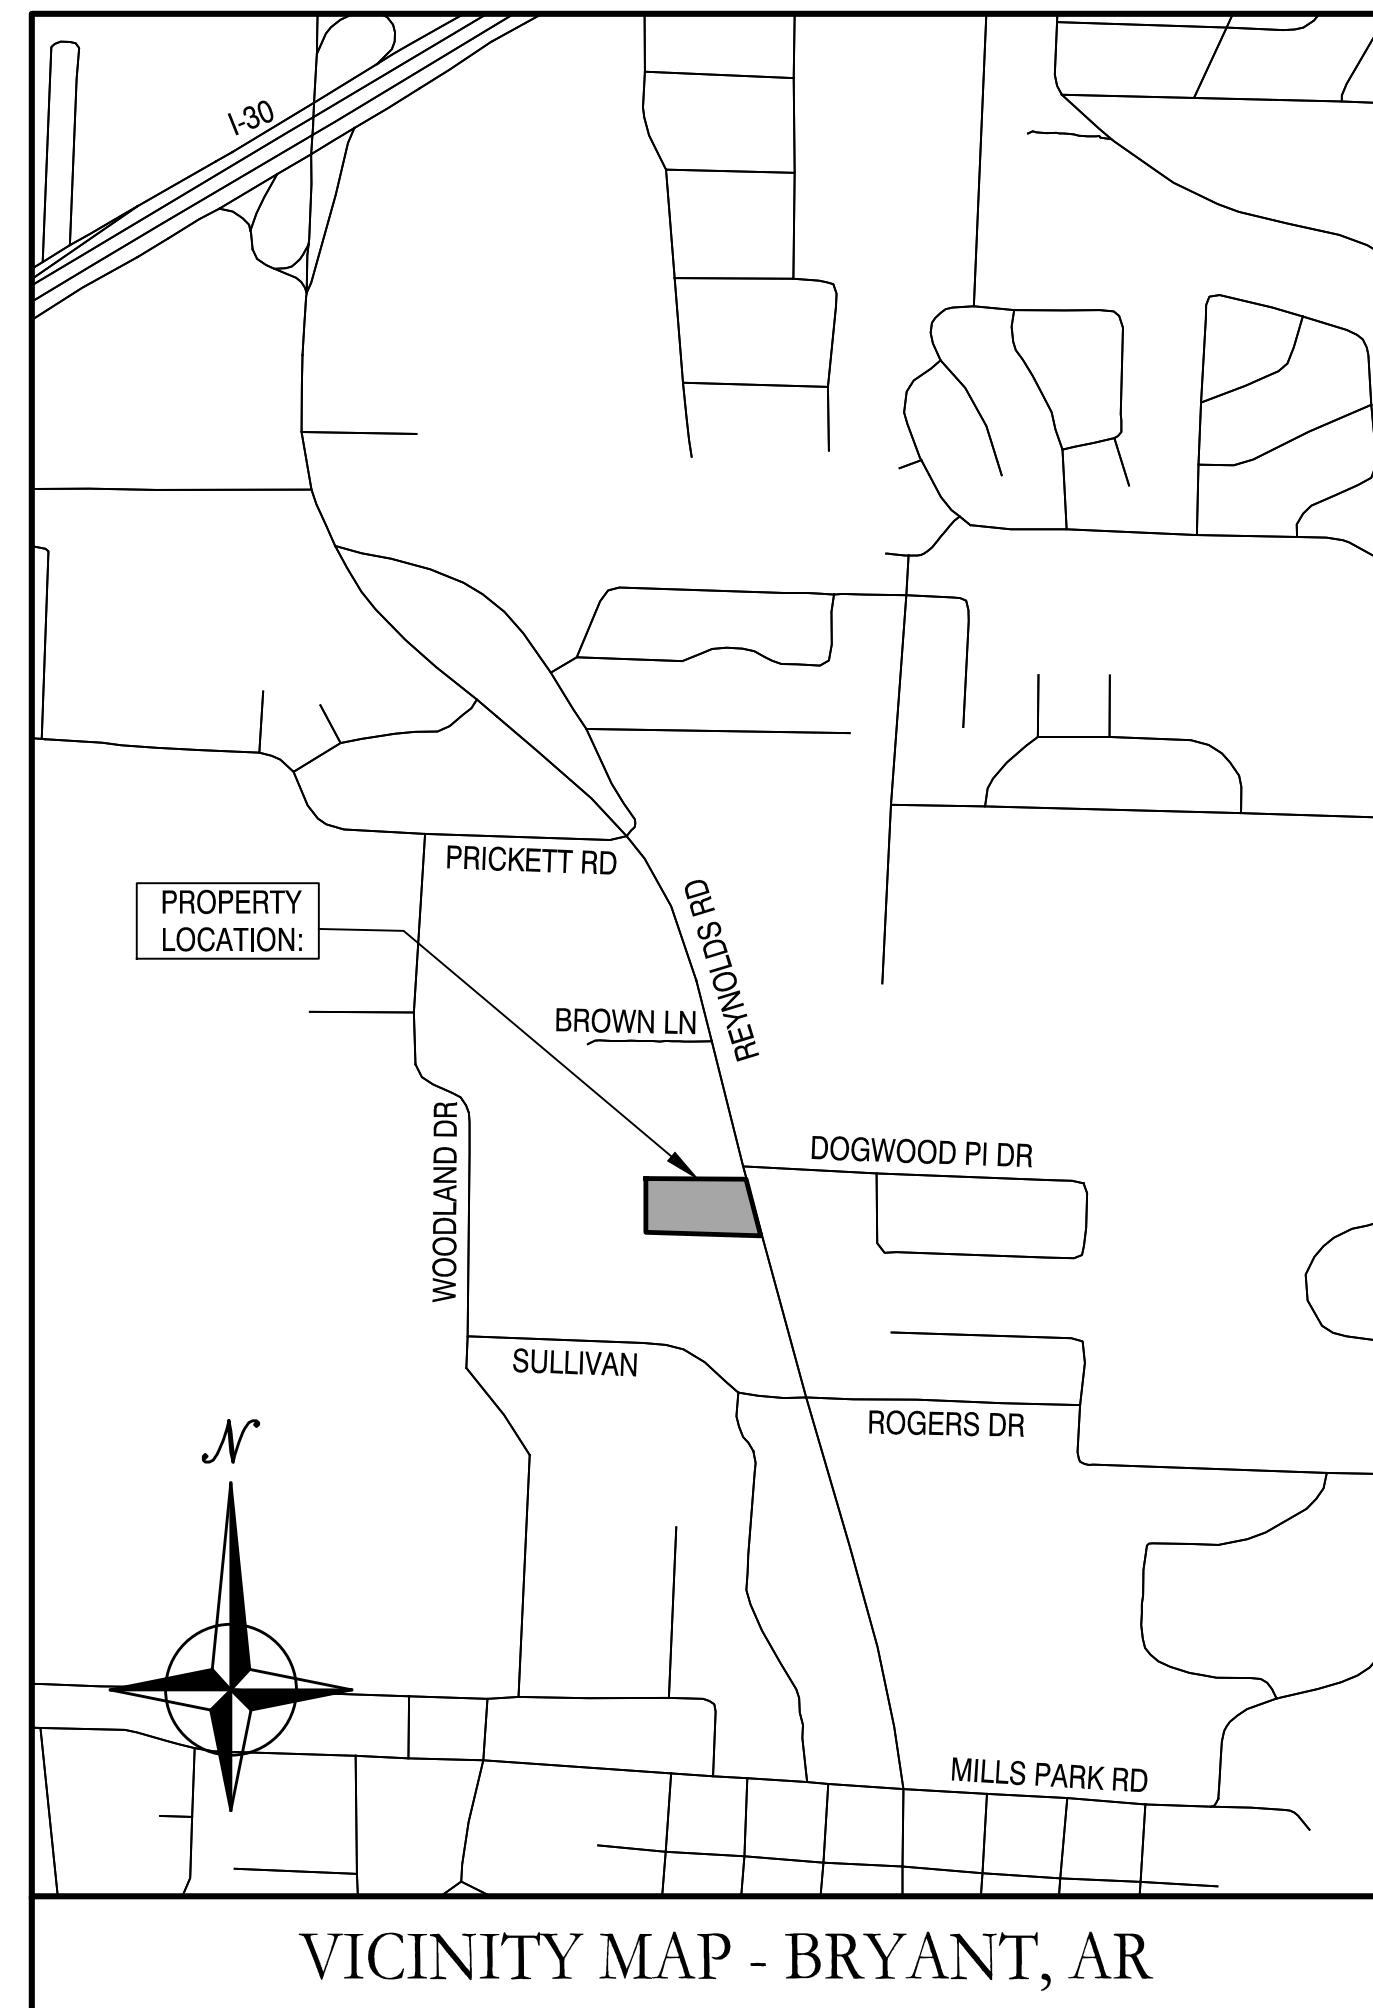 I-30
PRICKETT RD
PROPERTY
LOCATION:
REYNOLDS RD
BROWN LN
WOODLAND DR
DOGWOOD PI DR
SULLIVAN
ROGERS DR
N
MILLS PARK RD
VICINITY MAP - BRYANT, AR